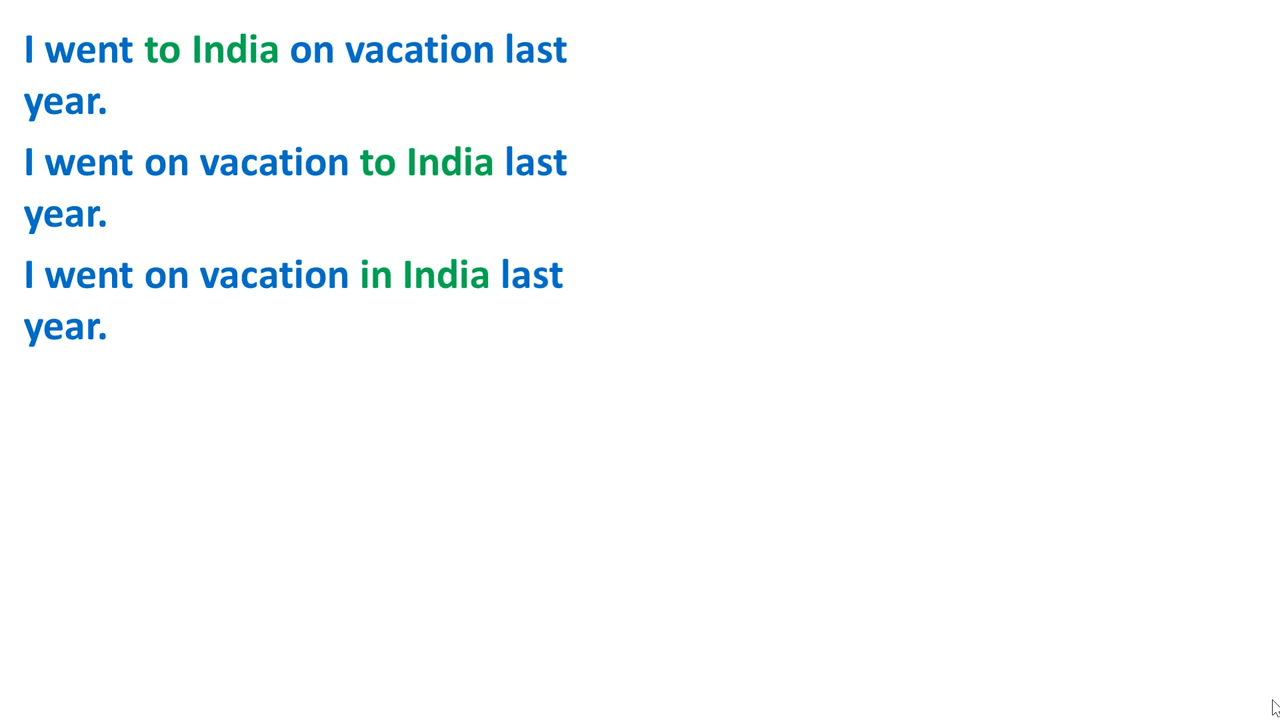 I went to India on vacation last
year.
I went on vacation to India last
year.
I went on vacation in India last
year.